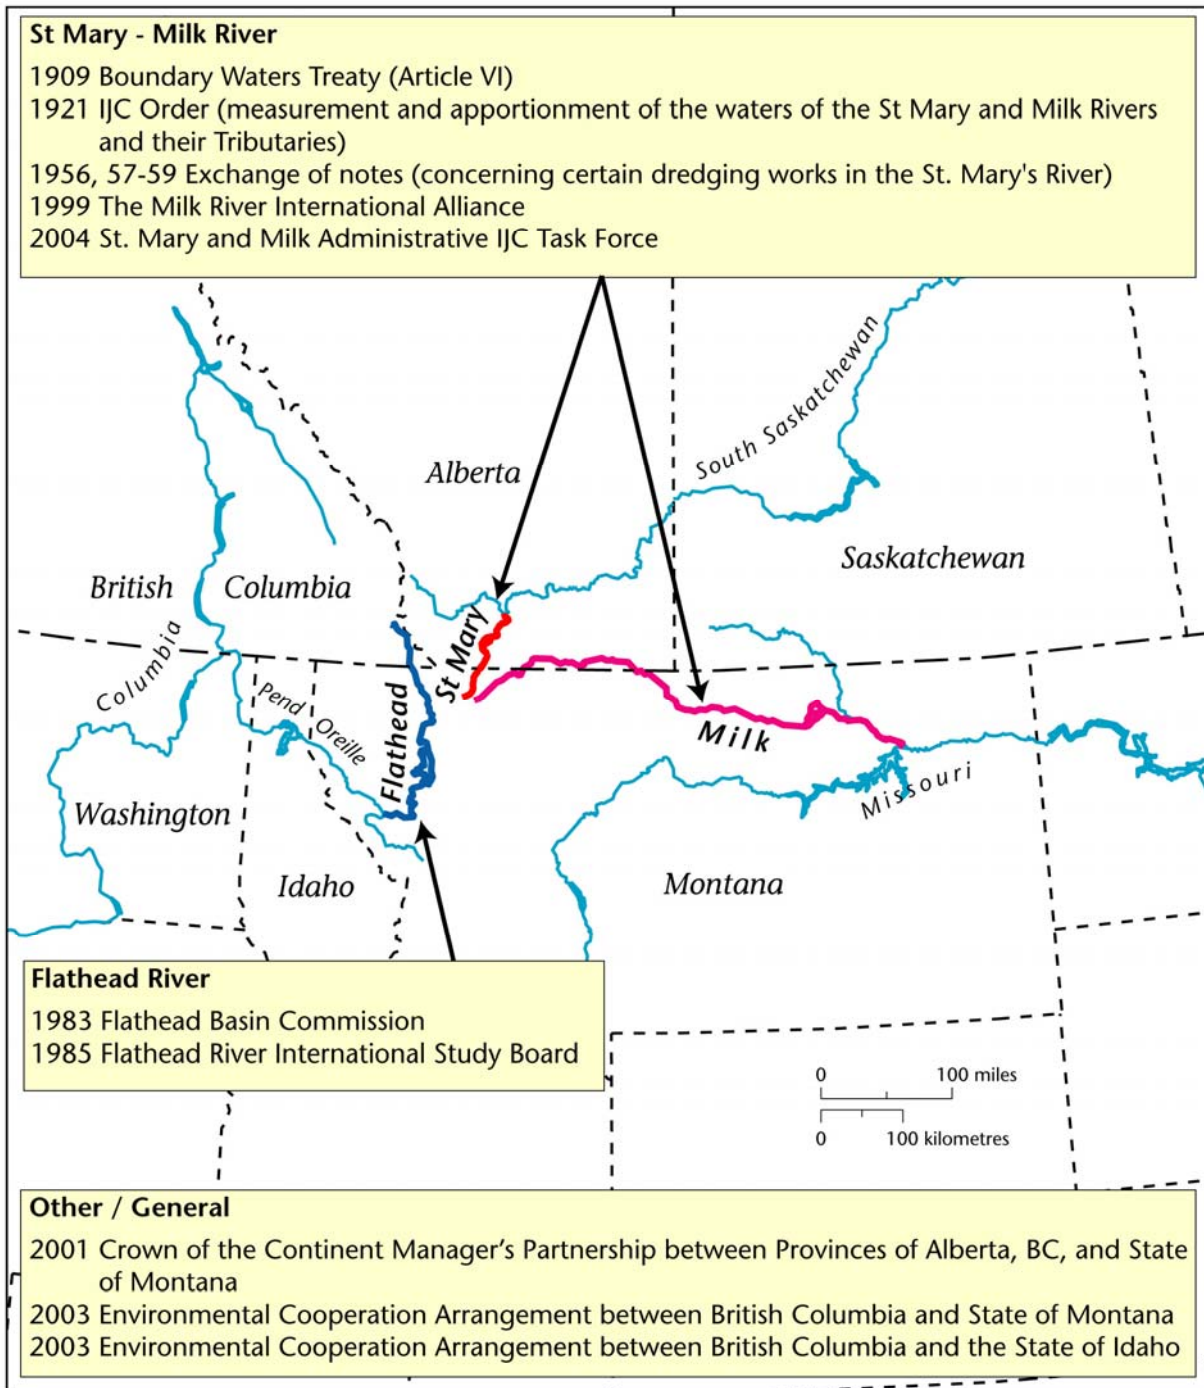 St Mary - Milk River
1909 Boundary Waters Treaty (Article VI)
1921 IJC Order (measurement and apportionment of the waters of the St Mary and Milk Rivers
and their Tributaries)
1956, 57-59 Exchange of notes (concerning certain dredging works in the St. Mary's River)
1999 The Milk River International Alliance
2004 St. Mary and Milk Administrative IJC Task Force
South Saskatchewan
Alberta
Saskatchewan
British
Columbia
St Mary
Columbia
Pend Oreille
Flathead
Milk
Missouri
Washington
Idaho
Montana
Flathead River
1983 Flathead Basin Commission
1985 Flathead River International Study Board
0 100 miles
0 100 kilometres
Other / General
2001 Crown of the Continent Manager’s Partnership between Provinces of Alberta, BC, and State
of Montana
2003 Environmental Cooperation Arrangement between British Columbia and State of Montana
2003 Environmental Cooperation Arrangement between British Columbia and the State of Idaho